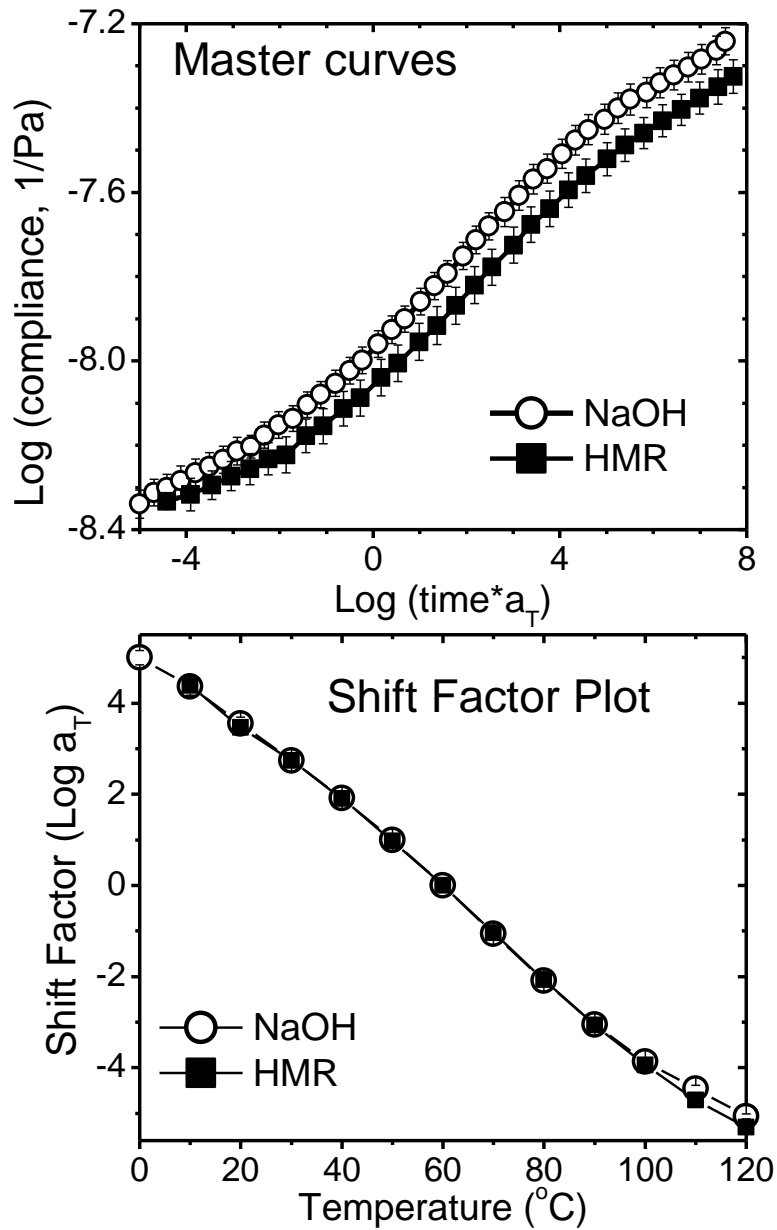 Master curves
Log (compliance, 1/Pa)
-7.2
-7.6
-8.0
-8.4
NaOH
HMR
-4
0
4
8
Log (time*a_T)
Shift Factor Plot
Shift Factor (Log a_T)
4
2
0
-2
-4
NaOH
HMR
0
20
40
60
80
100
120
Temperature (°C)